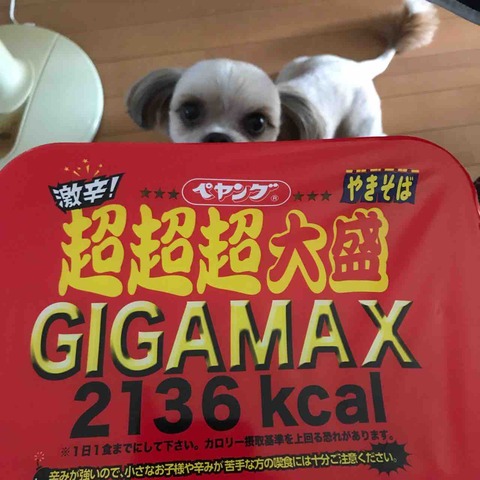 激辛!
★★★ペヤング®★★★
やきそば
超超超大盛
GIGAMAX
2136 kcal
※1日1食までにして下さい。カロリー摂取基準を上回る恐れがあります。
辛みが強いので、小さなお子様や辛みが苦手な方の喫食には十分ご注意ください。